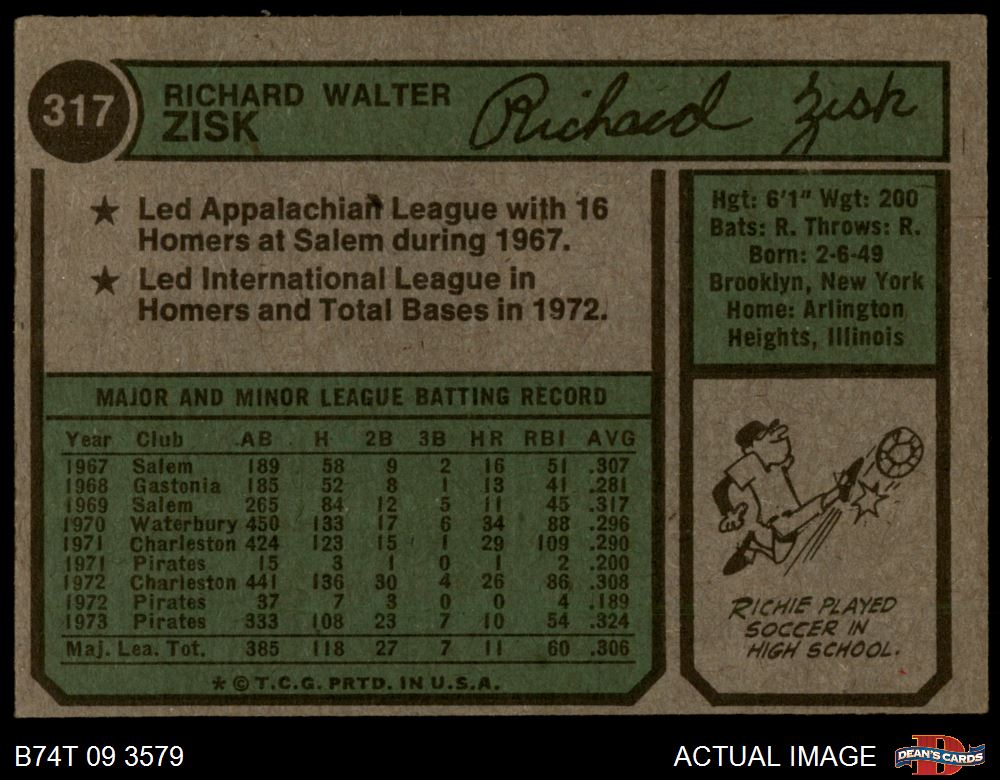 317
RICHARD WALTER
ZISK
Richard Zisk
★ Led Appalachian League with 16
Homers at Salem during 1967.
★ Led International League in
Homers and Total Bases in 1972.
Hgt: 6'1" Wgt: 200
Bats: R. Throws: R.
Born: 2-6-49
Brooklyn, New York
Home: Arlington
Heights, Illinois
MAJOR AND MINOR LEAGUE BATTING RECORD
Year Club AB H 2B 3B HR RBI AVG
1967 Salem 189 58 9 2 16 51 .307
1968 Gastonia 185 52 8 1 13 41 .281
1969 Salem 265 84 12 5 11 45 .317
1970 Waterbury 450 133 17 6 34 88 .296
1971 Charleston 424 123 15 1 29 109 .290
1971 Pirates 15 3 1 0 1 2 .200
1972 Charleston 441 136 30 4 26 86 .308
1972 Pirates 37 7 3 0 0 4 .189
1973 Pirates 333 108 23 7 10 54 .324
Maj. Lea. Tot. 385 118 27 7 11 60 .306
* © T.C.G. PRTD. IN U.S.A.
RICHIE PLAYED
SOCCER IN
HIGH SCHOOL.
B74T 09 3579
ACTUAL IMAGE
D
DEAN'S CARDS